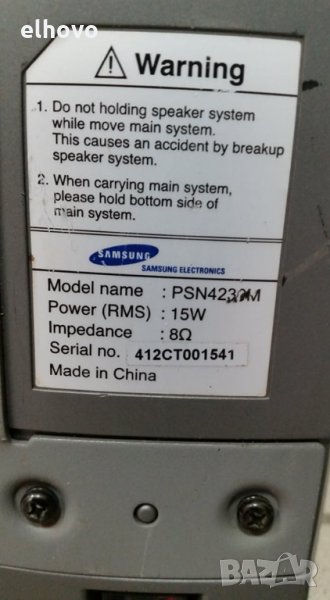 elhovo
Warning
1. Do not holding speaker system
while move main system.
This causes an accident by breakup
speaker system.
2. When carrying main system,
please hold bottom side of
main system.
SAMSUNG
SAMSUNG ELECTRONICS
Model name : PSN4230M
Power (RMS) : 15W
Impedance : 8Ω
Serial no. 412CT001541
Made in China
BAZAR
bg